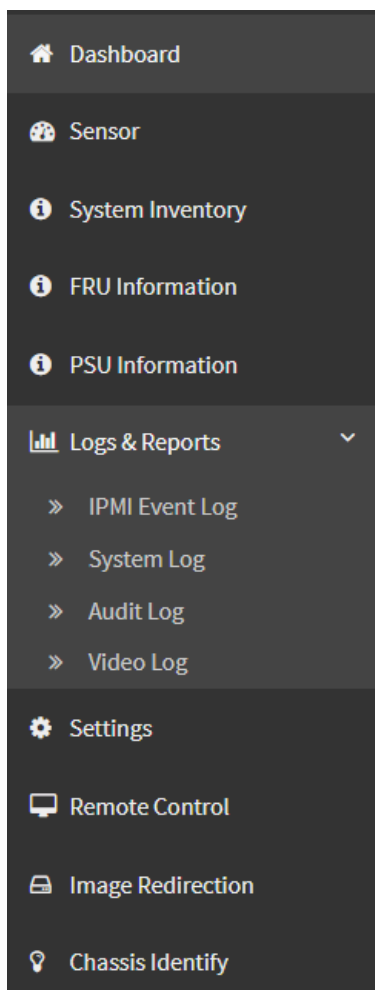 Dashboard
Sensor
System Inventory
FRU Information
PSU Information
Logs & Reports
IPMI Event Log
System Log
Audit Log
Video Log
Settings
Remote Control
Image Redirection
Chassis Identify